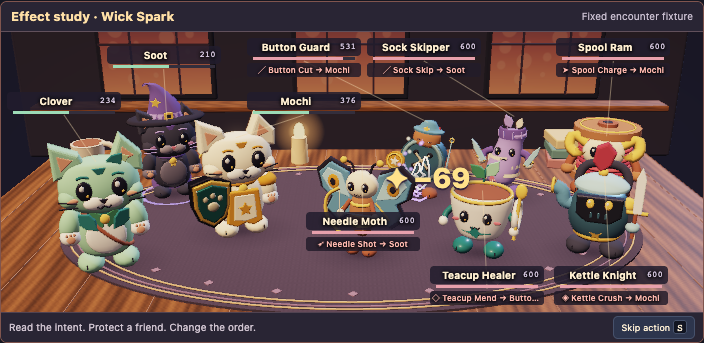 Effect study · Wick Spark
Fixed encounter fixture
Soot 210
Button Guard 531
Button Cut → Mochi
Sock Skipper 600
Sock Skip → Soot
Spool Ram 600
Spool Charge → Mochi
Clover 234
Mochi 376
-69
Needle Moth 600
Needle Shot → Soot
Teacup Healer 600
Teacup Mend → Butto...
Kettle Knight 600
Kettle Crush → Mochi
Read the intent. Protect a friend. Change the order.
Skip action S